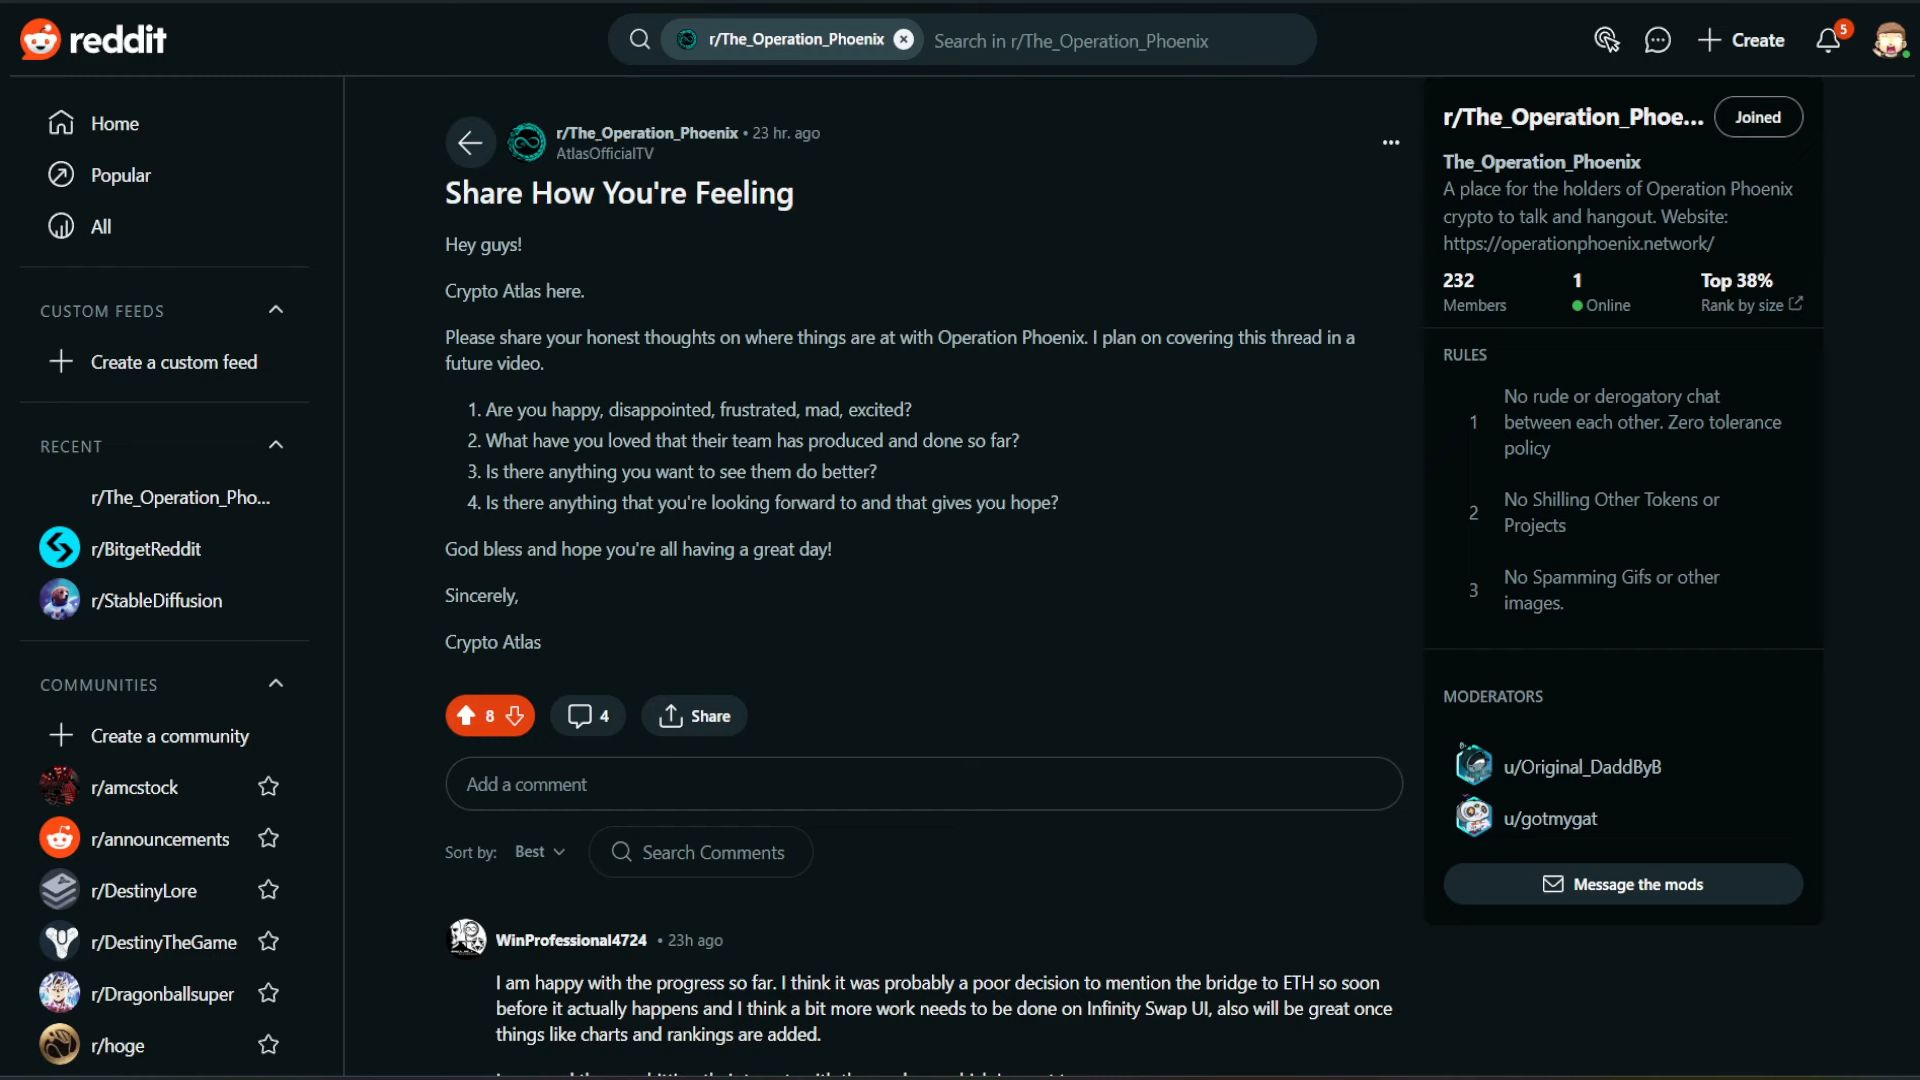 reddit
r/The_Operation_Phoenix
Search in r/The_Operation_Phoenix
Create
5
Home
Popular
All
CUSTOM FEEDS
Create a custom feed
RECENT
r/The_Operation_Pho...
r/BitgetReddit
r/StableDiffusion
COMMUNITIES
Create a community
r/amcstock
r/announcements
r/DestinyLore
r/DestinyTheGame
r/Dragonballsuper
r/hoge
r/The_Operation_Phoenix • 23 hr. ago
AtlasOfficialTV
Share How You're Feeling
Hey guys!
Crypto Atlas here.
Please share your honest thoughts on where things are at with Operation Phoenix. I plan on covering this thread in a
future video.
1. Are you happy, disappointed, frustrated, mad, excited?
2. What have you loved that their team has produced and done so far?
3. Is there anything you want to see them do better?
4. Is there anything that you're looking forward to and that gives you hope?
God bless and hope you're all having a great day!
Sincerely,
Crypto Atlas
8
4
Share
Add a comment
Sort by: Best
Search Comments
WinProfessional4724 • 23h ago
I am happy with the progress so far. I think it was probably a poor decision to mention the bridge to ETH so soon
before it actually happens and I think a bit more work needs to be done on Infinity Swap UI, also will be great once
things like charts and rankings are added.
r/The_Operation_Phoe...
Joined
The_Operation_Phoenix
A place for the holders of Operation Phoenix
crypto to talk and hangout. Website:
https://operationphoenix.network/
232 1 Top 38%
Members Online Rank by size
RULES
1 No rude or derogatory chat
between each other. Zero tolerance
policy
2 No Shilling Other Tokens or
Projects
3 No Spamming Gifs or other
images.
MODERATORS
u/Original_DaddByB
u/gotmygat
Message the mods